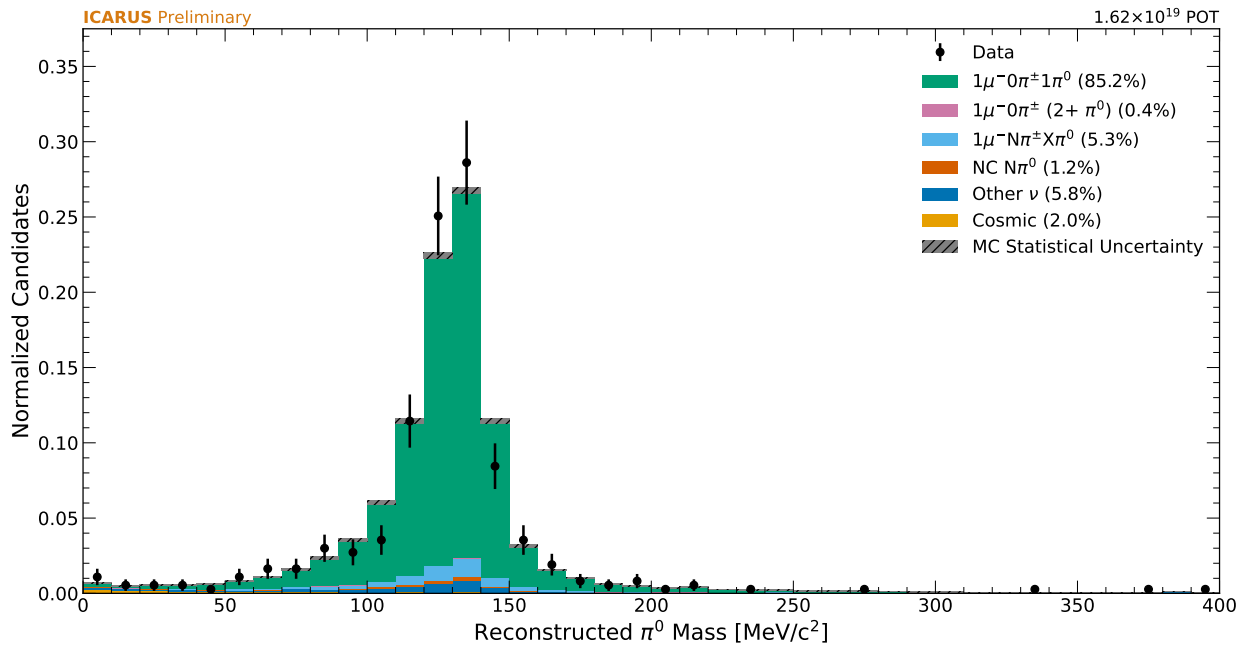 ICARUS Preliminary
1.62×10¹⁹ POT
Data
1μ⁻0π±1π⁰ (85.2%)
1μ⁻0π± (2+ π⁰) (0.4%)
1μ⁻Nπ±Xπ⁰ (5.3%)
NC Nπ⁰ (1.2%)
Other ν (5.8%)
Cosmic (2.0%)
MC Statistical Uncertainty
Normalized Candidates
0.35
0.30
0.25
0.20
0.15
0.10
0.05
0.00
0 50 100 150 200 250 300 350 400
Reconstructed π⁰ Mass [MeV/c²]